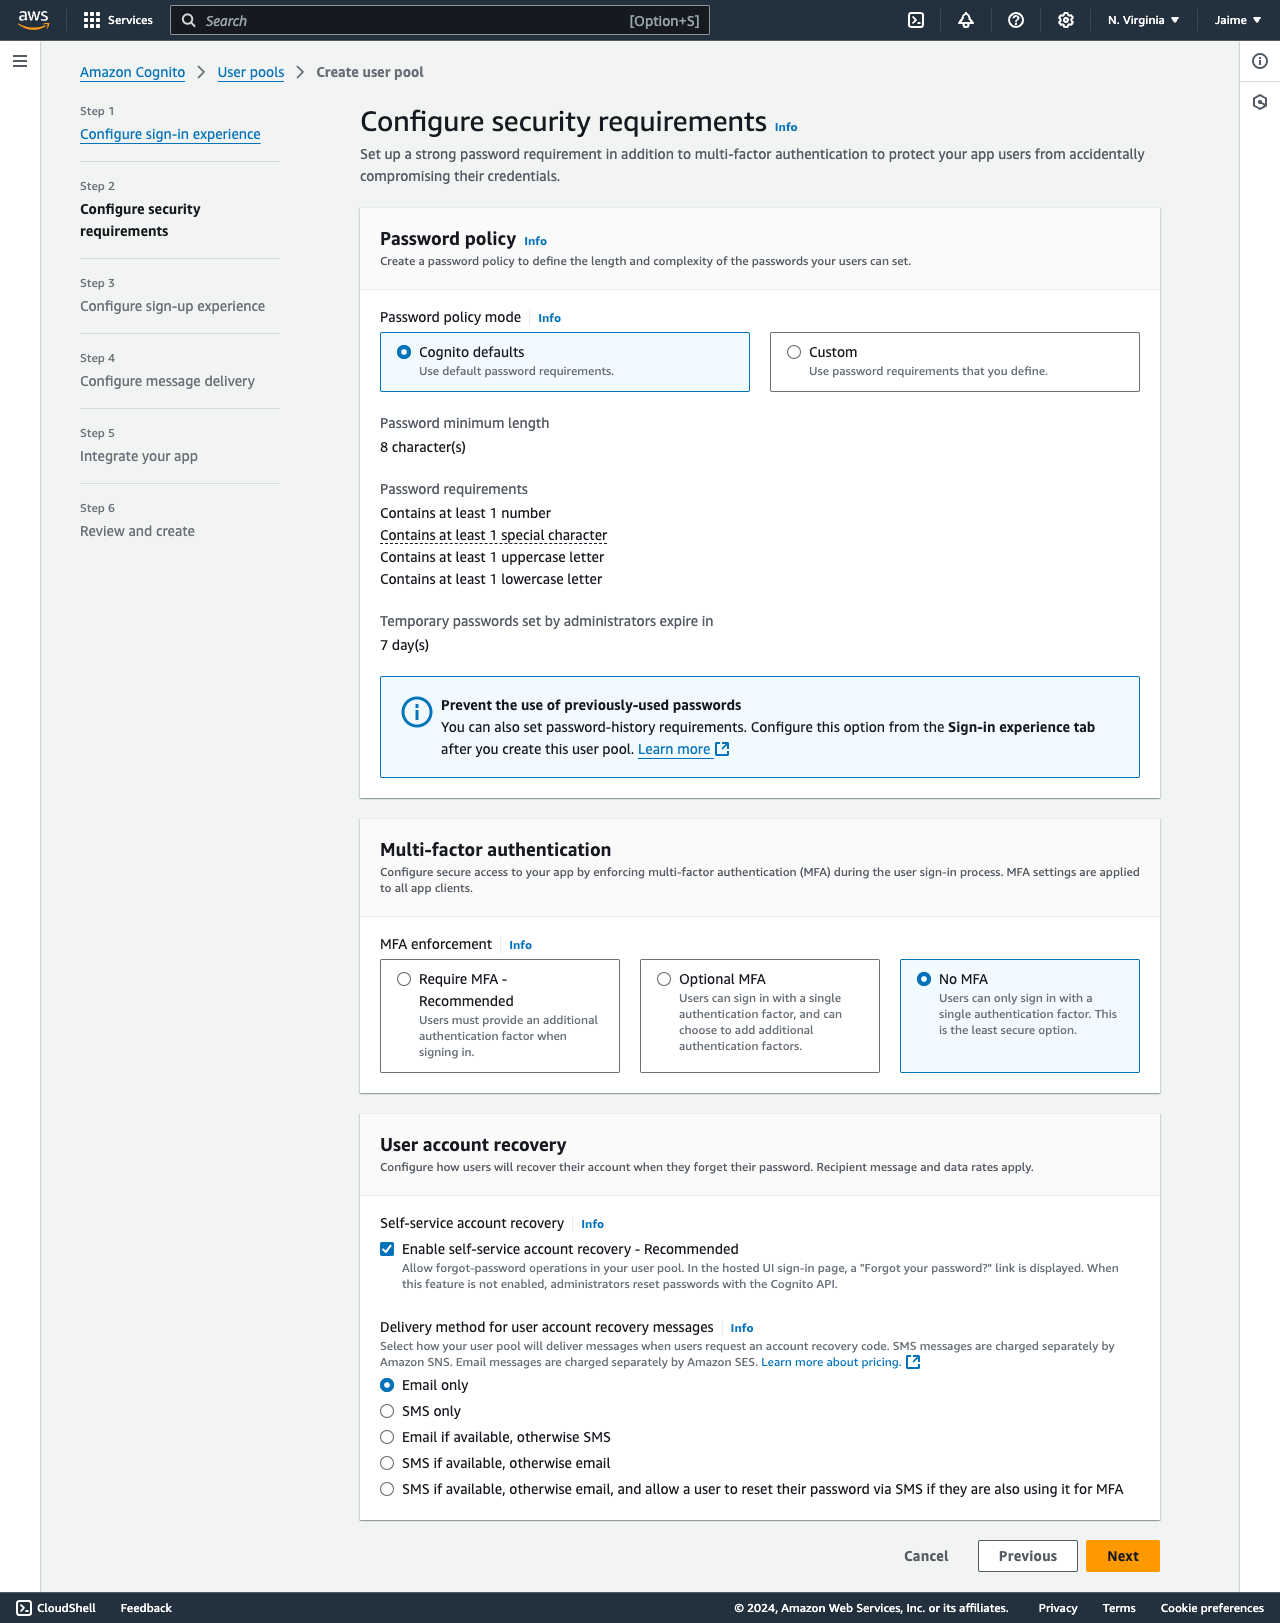 aws
Services
Search
[Option+S]
N. Virginia
Jaime
Amazon Cognito
User pools
Create user pool
Step 1
Configure sign-in experience
Step 2
Configure security
requirements
Step 3
Configure sign-up experience
Step 4
Configure message delivery
Step 5
Integrate your app
Step 6
Review and create
Configure security requirements Info
Set up a strong password requirement in addition to multi-factor authentication to protect your app users from accidentally
compromising their credentials.
Password policy Info
Create a password policy to define the length and complexity of the passwords your users can set.
Password policy mode Info
Cognito defaults
Use default password requirements.
Custom
Use password requirements that you define.
Password minimum length
8 character(s)
Password requirements
Contains at least 1 number
Contains at least 1 special character
Contains at least 1 uppercase letter
Contains at least 1 lowercase letter
Temporary passwords set by administrators expire in
7 day(s)
Prevent the use of previously-used passwords
You can also set password-history requirements. Configure this option from the Sign-in experience tab
after you create this user pool. Learn more
Multi-factor authentication
Configure secure access to your app by enforcing multi-factor authentication (MFA) during the user sign-in process. MFA settings are applied
to all app clients.
MFA enforcement Info
Require MFA -
Recommended
Users must provide an additional
authentication factor when
signing in.
Optional MFA
Users can sign in with a single
authentication factor, and can
choose to add additional
authentication factors.
No MFA
Users can only sign in with a
single authentication factor. This
is the least secure option.
User account recovery
Configure how users will recover their account when they forget their password. Recipient message and data rates apply.
Self-service account recovery Info
Enable self-service account recovery - Recommended
Allow forgot-password operations in your user pool. In the hosted UI sign-in page, a "Forgot your password?" link is displayed. When
this feature is not enabled, administrators reset passwords with the Cognito API.
Delivery method for user account recovery messages Info
Select how your user pool will deliver messages when users request an account recovery code. SMS messages are charged separately by
Amazon SNS. Email messages are charged separately by Amazon SES. Learn more about pricing.
Email only
SMS only
Email if available, otherwise SMS
SMS if available, otherwise email
SMS if available, otherwise email, and allow a user to reset their password via SMS if they are also using it for MFA
Cancel
Previous
Next
CloudShell
Feedback
© 2024, Amazon Web Services, Inc. or its affiliates.
Privacy
Terms
Cookie preferences